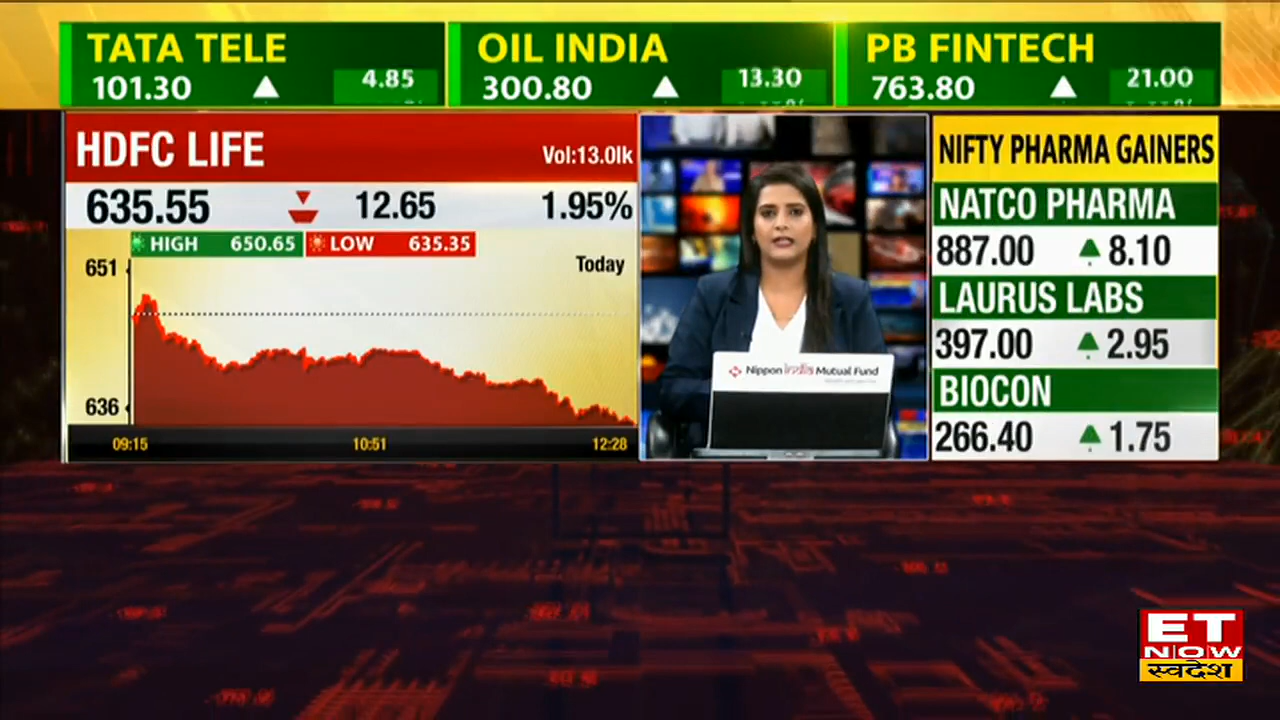 TATA TELE
101.30 4.85
OIL INDIA
300.80 13.30
PB FINTECH
763.80 21.00
HDFC LIFE
Vol:13.0lk
635.55 12.65 1.95%
HIGH 650.65 LOW 635.35
Today
651
636
09:15 10:51 12:28
Nippon india Mutual Fund
NIFTY PHARMA GAINERS
NATCO PHARMA
887.00 8.10
LAURUS LABS
397.00 2.95
BIOCON
266.40 1.75
ET
NOW
स्वदेश